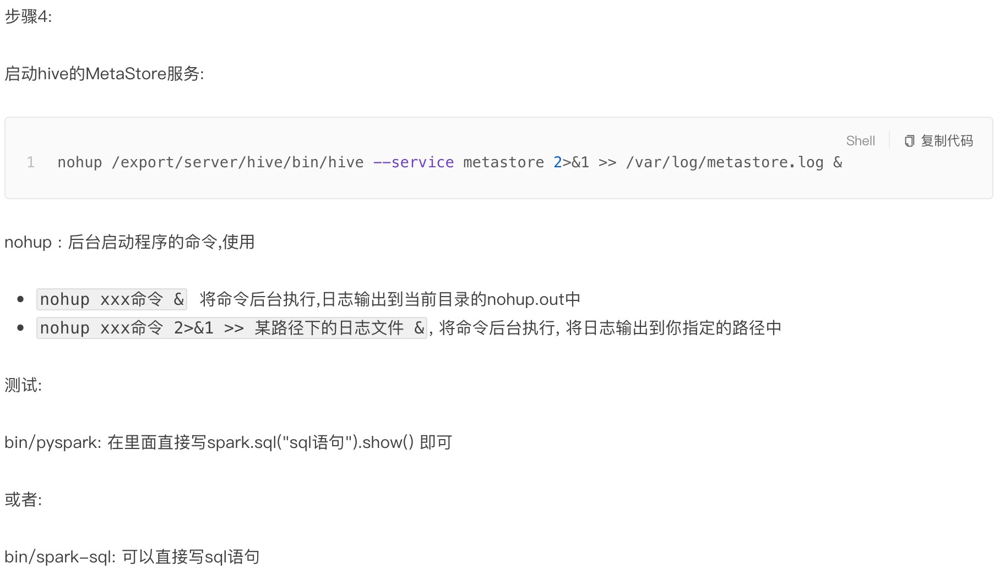 步骤4:
启动hive的MetaStore服务:
Shell 复制代码
1 nohup /export/server/hive/bin/hive --service metastore 2>&1 >> /var/log/metastore.log &
nohup : 后台启动程序的命令,使用
• nohup xxx命令 & 将命令后台执行,日志输出到当前目录的nohup.out中
• nohup xxx命令 2>&1 >> 某路径下的日志文件 &, 将命令后台执行, 将日志输出到你指定的路径中
测试:
bin/pyspark: 在里面直接写spark.sql("sql语句").show() 即可
或者:
bin/spark-sql: 可以直接写sql语句